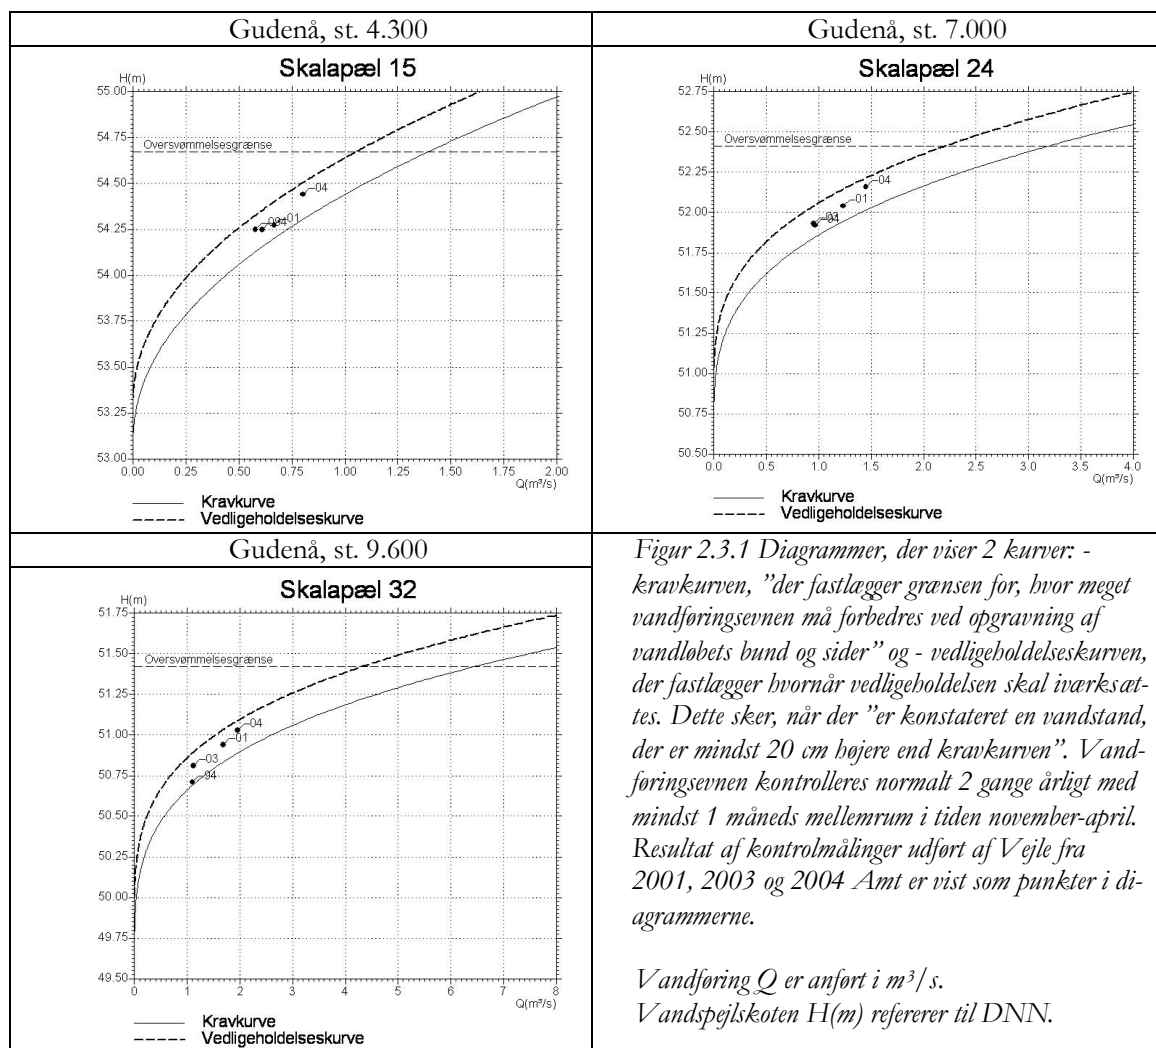 Gudenå, st. 4.300
Skalapæl 15
H(m)
55.00
54.75
Oversvømmelsesgrænse
54.50
54.25
54.00
53.75
53.50
53.25
53.00
-04
-01
0.00 0.25 0.50 0.75 1.00 1.25 1.50 1.75 2.00
Q(m³/s)
Kravkurve
Vedligeholdelseskurve
Gudenå, st. 7.000
Skalapæl 24
H(m)
52.75
52.50
Oversvømmelsesgrænse
52.25
52.00
51.75
51.50
51.25
51.00
50.75
50.50
-04
-01
-03
0.0 0.5 1.0 1.5 2.0 2.5 3.0 3.5 4.0
Q(m³/s)
Kravkurve
Vedligeholdelseskurve
Gudenå, st. 9.600
Skalapæl 32
H(m)
51.75
51.50
Oversvømmelsesgrænse
51.25
51.00
50.75
50.50
50.25
50.00
49.75
49.50
-04
-01
-03
-94
0 1 2 3 4 5 6 7 8
Q(m³/s)
Kravkurve
Vedligeholdelseskurve
Figur 2.3.1 Diagrammer, der viser 2 kurver: -
kravkurven, ”der fastlægger grænsen for, hvor meget
vandføringsevnen må forbedres ved opgravning af
vandløbets bund og sider” og - vedligeholdelseskurven,
der fastlægger hvornår vedligeholdelsen skal iværksæt-
tes. Dette sker, når der ”er konstateret en vandstand,
der er mindst 20 cm højere end kravkurven”. Vand-
føringsevnen kontrolleres normalt 2 gange årligt med
mindst 1 måneds mellemrum i tiden november-april.
Resultat af kontrolmålinger udført af Vejle fra
2001, 2003 og 2004 Amt er vist som punkter i di-
agrammerne.
Vandføring Q er anført i m³/s.
Vandspejlskoten H(m) refererer til DNN.